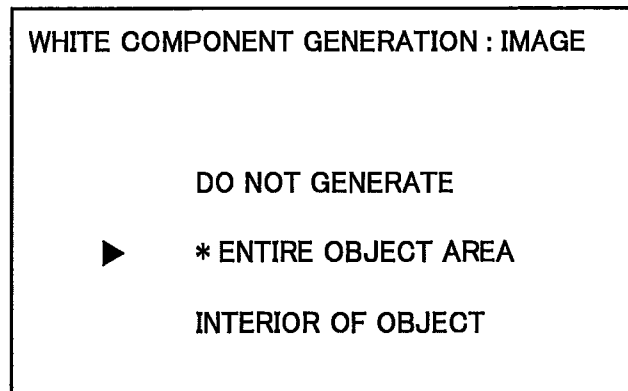 WHITE COMPONENT GENERATION : IMAGE
DO NOT GENERATE
▶ * ENTIRE OBJECT AREA
INTERIOR OF OBJECT